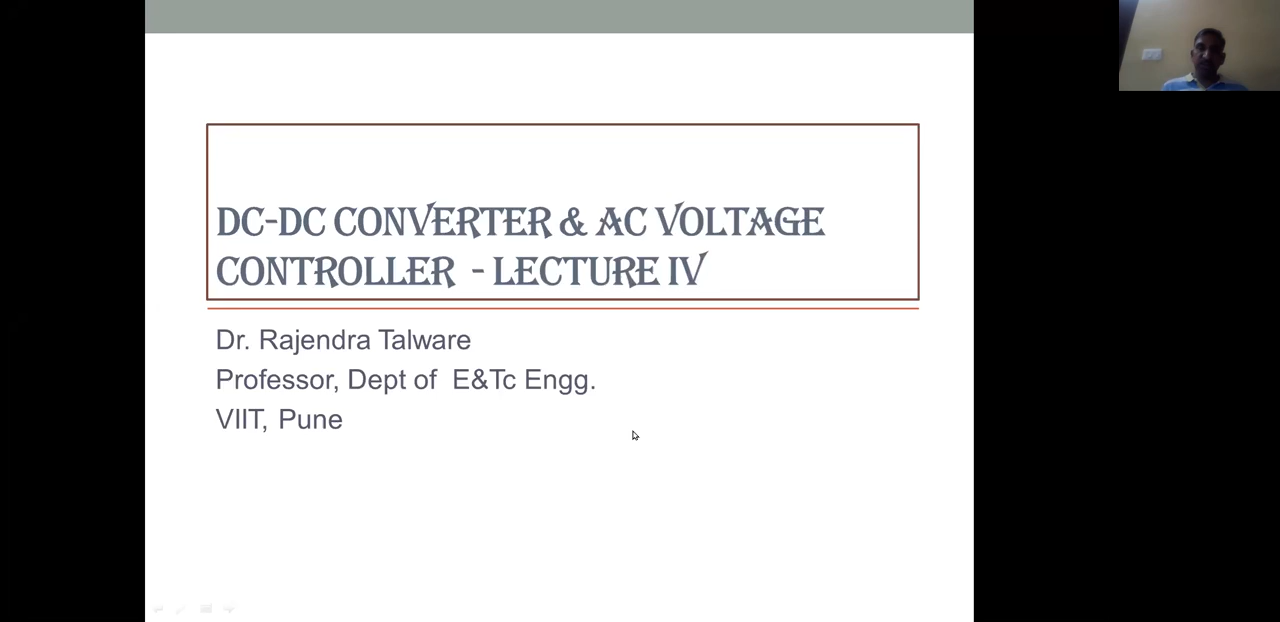 DC-DC CONVERTER & AC VOLTAGE
CONTROLLER - LECTURE IV
Dr. Rajendra Talware
Professor, Dept of E&Tc Engg.
VIIT, Pune